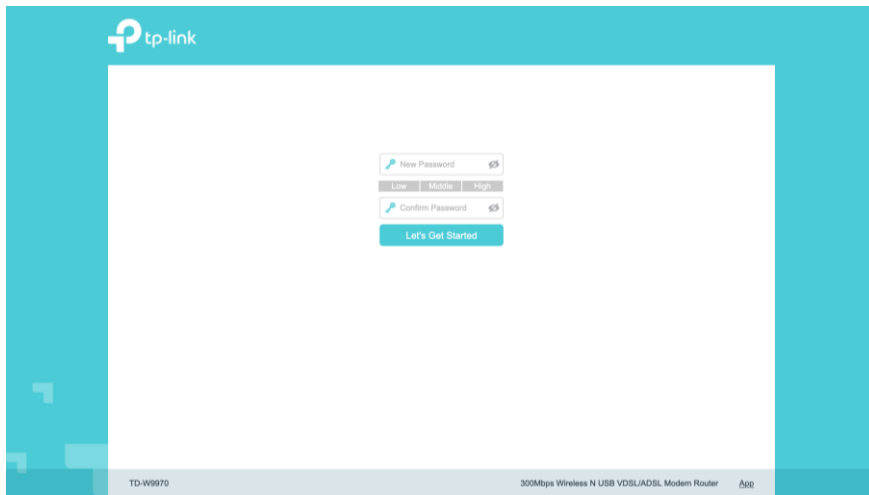 tp-link
New Password
Low Middle High
Confirm Password
Let's Get Started
TD-W9970 300Mbps Wireless N USB VDSL/ADSL Modem Router App